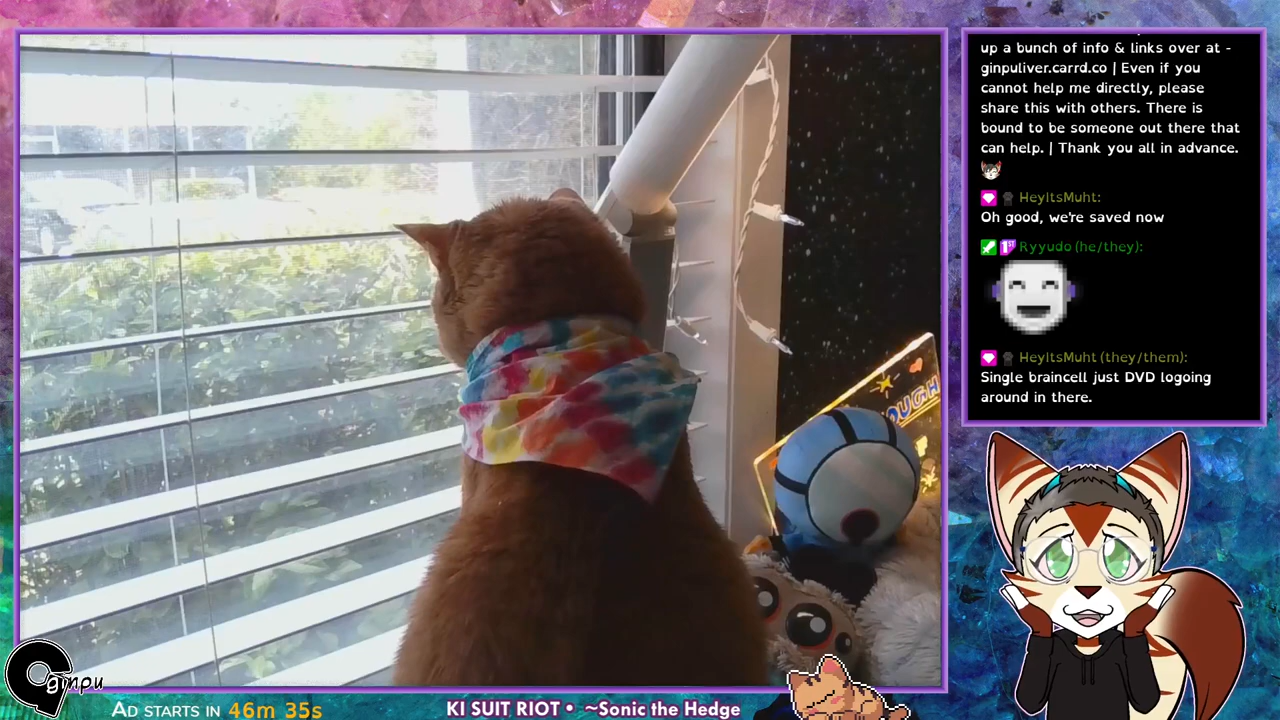 up a bunch of info & links over at -
ginpuliver.carrd.co | Even if you
cannot help me directly, please
share this with others. There is
bound to be someone out there that
can help. | Thank you all in advance.
HeyItsMuht:
Oh good, we're saved now
1ST Ryyudo (he/they):
HeyItsMuht (they/them):
Single braincell just DVD logoing
around in there.
OUGH
ginpu
AD STARTS IN 46m 35s
KI SUIT RIOT • ~Sonic the Hedge